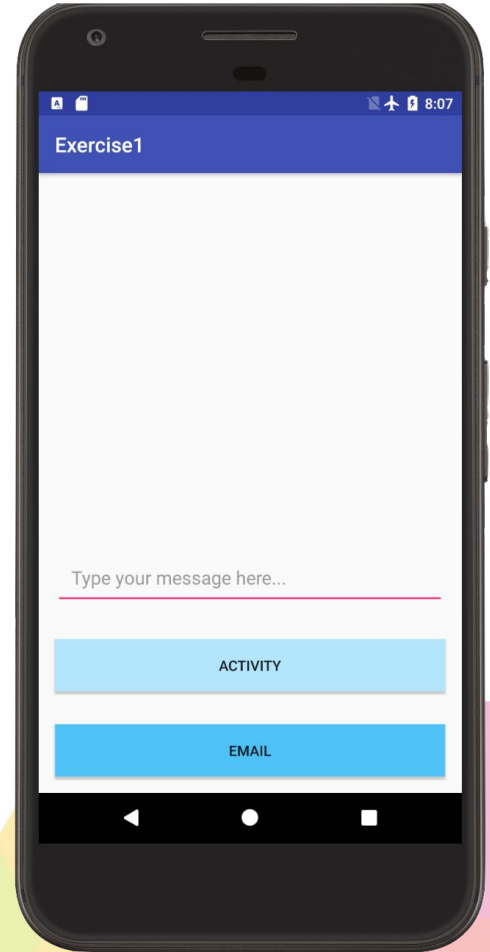 8:07
Exercise1
Type your message here...
ACTIVITY
EMAIL